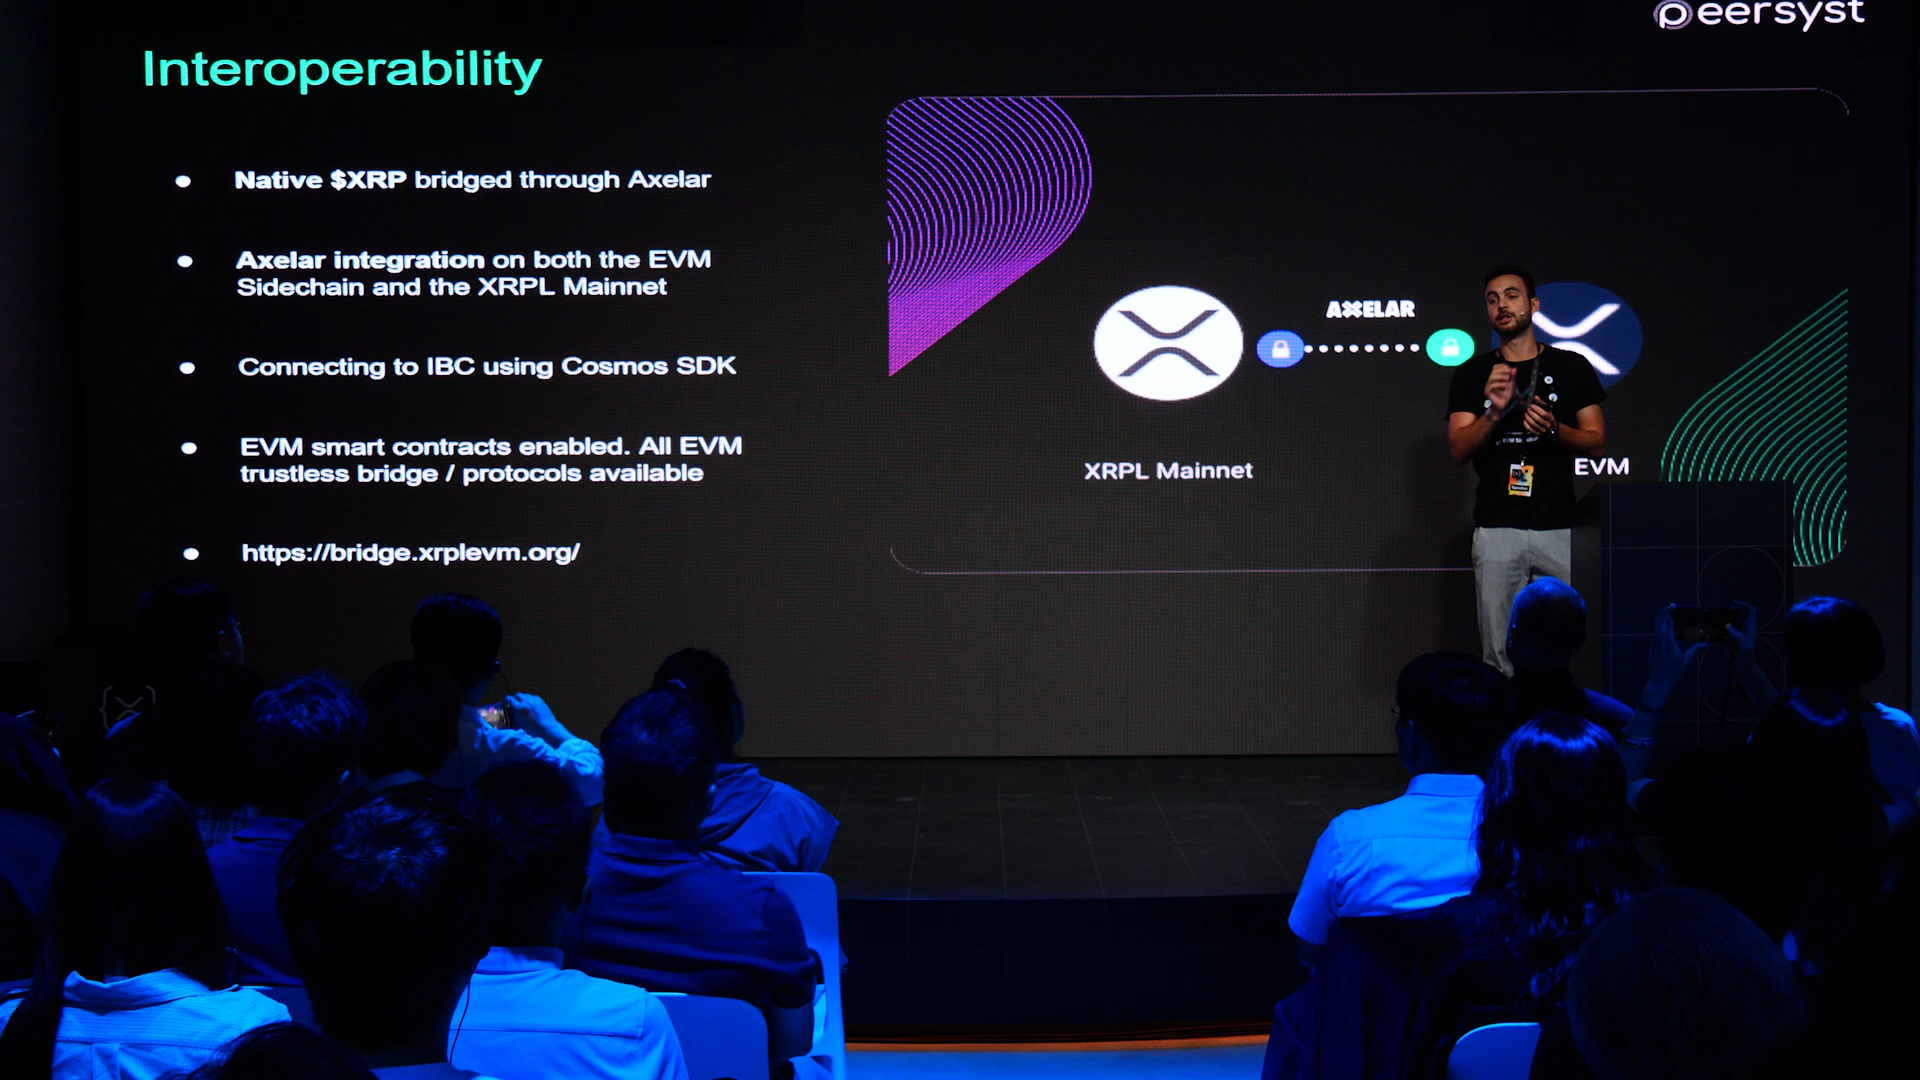 peersyst
Interoperability
Native $XRP bridged through Axelar
Axelar integration on both the EVM
Sidechain and the XRPL Mainnet
Connecting to IBC using Cosmos SDK
EVM smart contracts enabled. All EVM
trustless bridge / protocols available
https://bridge.xrplevm.org/
AXELAR
XRPL Mainnet
EVM